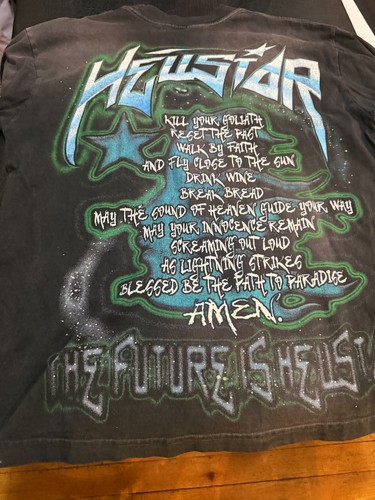 HELLSTAR
KILL YOUR GOLIATH
RESET THE PAST
WALK BY FAITH
AND FLY CLOSE TO THE SUN
DRINK WINE
BREAK BREAD
MAY THE SOUND OF HEAVEN GUIDE YOUR WAY
MAY YOUR INNOCENCE REMAIN
SCREAMING OUT LOUD
AS LIGHTNING STRIKES
BLESSED BE THE PATH TO PARADISE
AMEN.
THE FUTURE IS HELLST